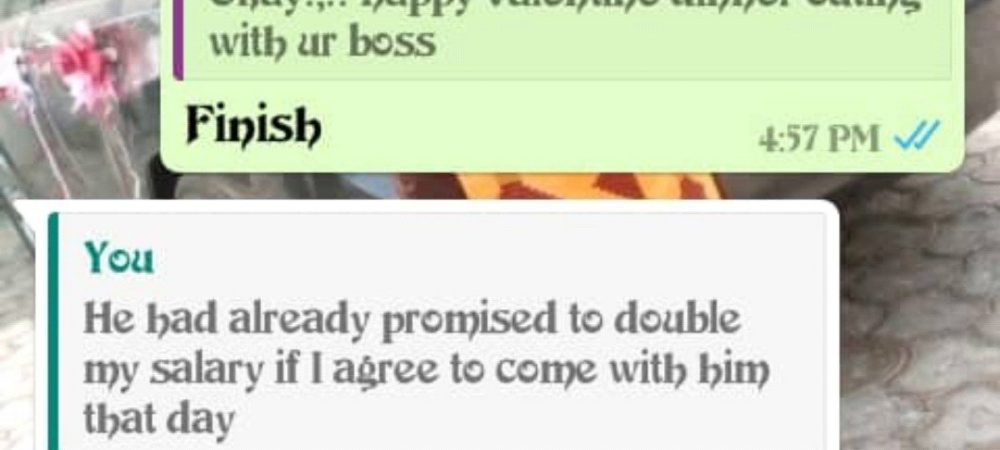 happy
with ur boss
Finish
4:57 PM
You
He had already promised to double
my salary if I agree to come with him
that day